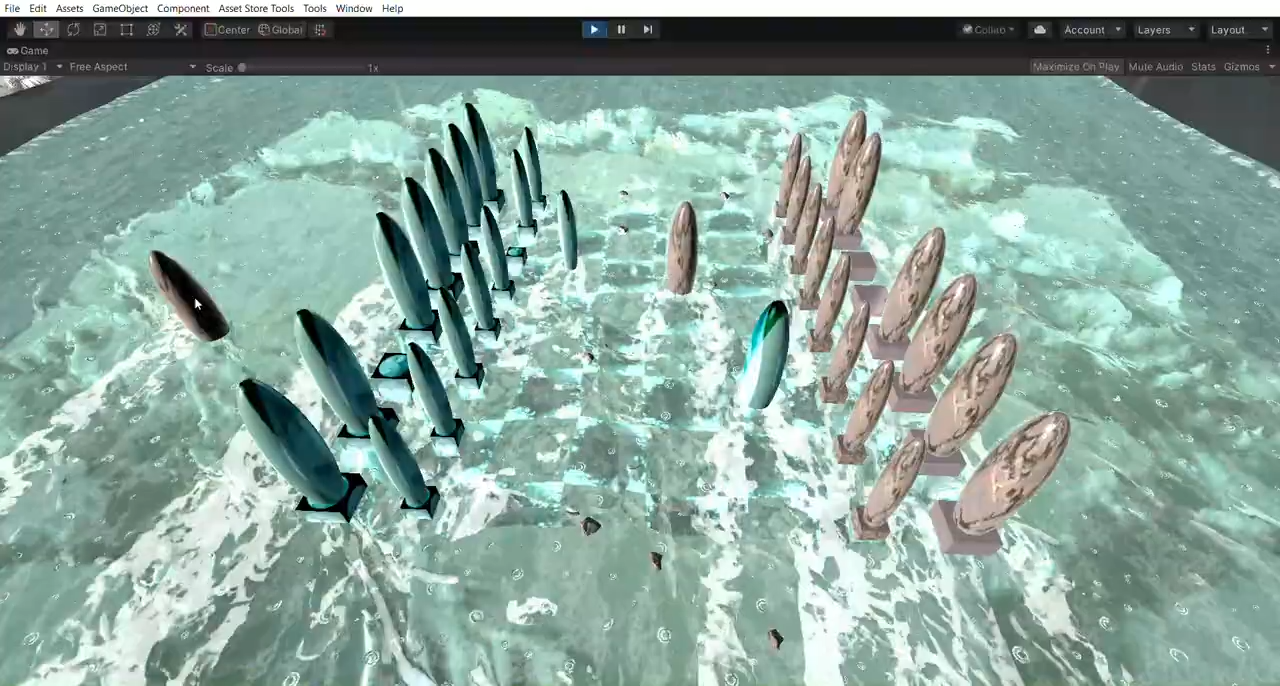 File Edit Assets GameObject Component Asset Store Tools Tools Window Help
Center Global Collab Account Layers Layout
Game
Display 1 Free Aspect Scale 1x Maximize On Play Mute Audio Stats Gizmos